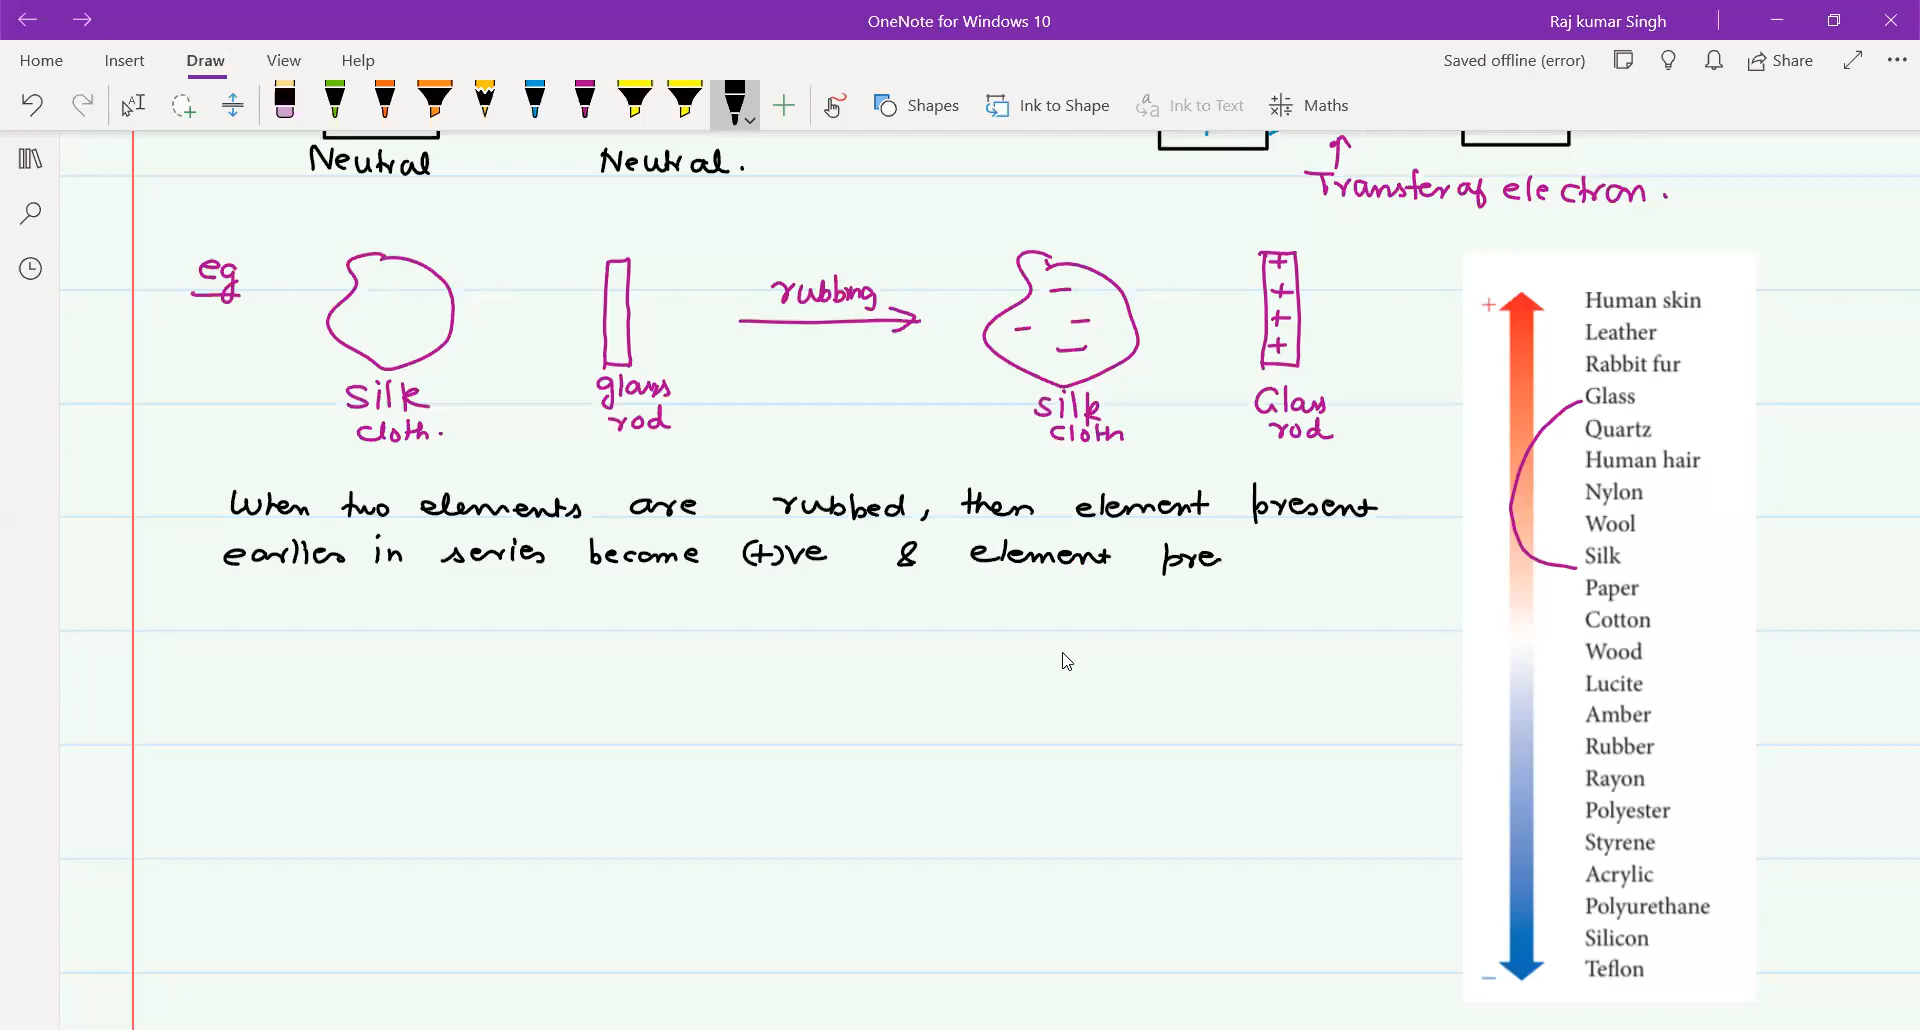 OneNote for Windows 10
Raj kumar Singh
Home Insert Draw View Help
Saved offline (error)
Share
Shapes
Ink to Shape
Ink to Text
Maths
Neutral
Neutral.
Transfer of electron.
eg
rubbing
Silk
cloth.
glass
rod
silk
cloth
Glass
rod
When two elements are rubbed, then element present
earlier in series become (+)ve & element pre
+
Human skin
Leather
Rabbit fur
Glass
Quartz
Human hair
Nylon
Wool
Silk
Paper
Cotton
Wood
Lucite
Amber
Rubber
Rayon
Polyester
Styrene
Acrylic
Polyurethane
Silicon
Teflon
−